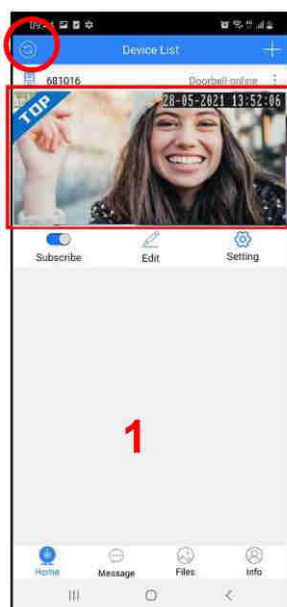 Device List
681016
Doorbell online
TOP
28-05-2021 13:52:06
Subscribe
Edit
Setting
1
Home
Message
Files
Info